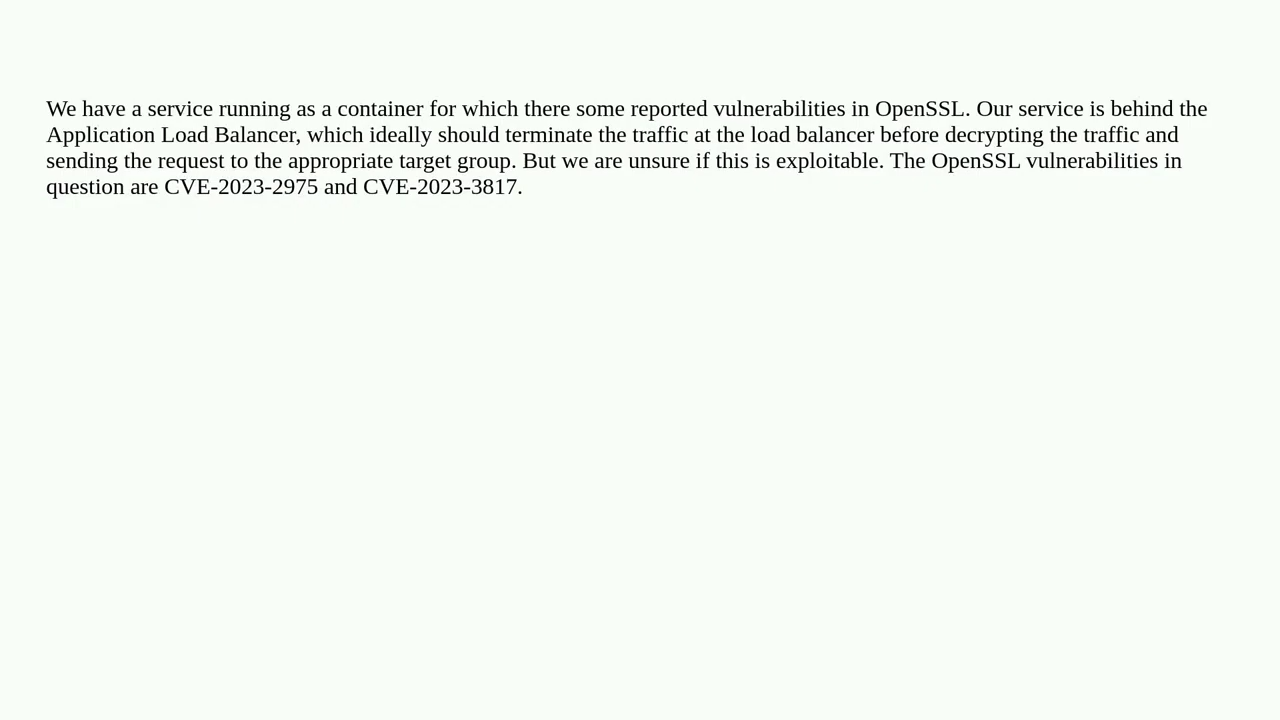 We have a service running as a container for which there some reported vulnerabilities in OpenSSL. Our service is behind the
Application Load Balancer, which ideally should terminate the traffic at the load balancer before decrypting the traffic and
sending the request to the appropriate target group. But we are unsure if this is exploitable. The OpenSSL vulnerabilities in
question are CVE-2023-2975 and CVE-2023-3817.